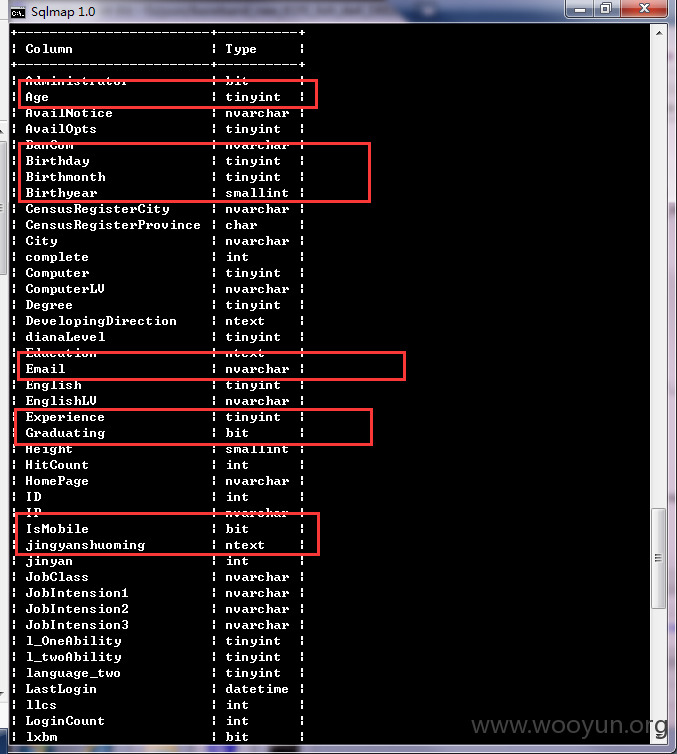 Sqlmap 1.0
Column | Type
Administrator | bit
Age | tinyint
AvailNotice | nvarchar
AvailOpts | tinyint
BanCom | nvarchar
Birthday | tinyint
Birthmonth | tinyint
Birthyear | smallint
CensusRegisterCity | nvarchar
CensusRegisterProvince | char
City | nvarchar
complete | int
Computer | tinyint
ComputerLV | nvarchar
Degree | tinyint
DevelopingDirection | ntext
dianaLevel | tinyint
Education | ntext
Email | nvarchar
English | tinyint
EnglishLV | nvarchar
Experience | tinyint
Graduating | bit
Height | smallint
HitCount | int
HomePage | nvarchar
ID | int
IP | nvarchar
IsMobile | bit
jingyanshuoming | ntext
jinyan | int
JobClass | nvarchar
JobIntension1 | nvarchar
JobIntension2 | nvarchar
JobIntension3 | nvarchar
l_OneAbility | tinyint
l_twoAbility | tinyint
language_two | tinyint
LastLogin | datetime
llcs | int
LoginCount | int
lxbm | bit
www.wooyun.org